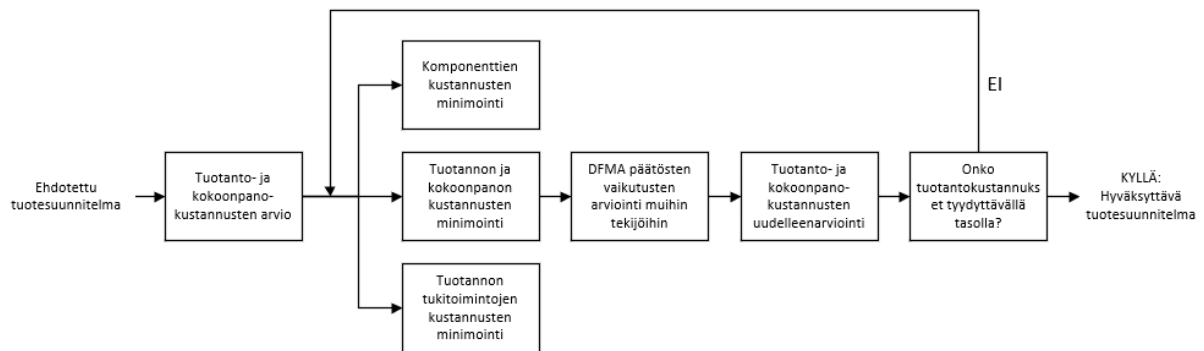 Ehdotettu
tuotesuunnitelma
Tuotanto- ja
kokoonpano-
kustannusten arvio
Komponenttien
kustannusten
minimointi
Tuotannon ja
kokoonpanon
kustannusten
minimointi
Tuotannon
tukitoimintojen
kustannusten
minimointi
DFMA päätösten
vaikutusten
arviointi muihin
tekijöihin
Tuotanto- ja
kokoonpano-
kustannusten
uudelleenarviointi
Onko
tuotantokustannuks
et tyydyttävällä
tasolla?
EI
KYLLÄ:
Hyväksyttävä
tuotesuunnitelma